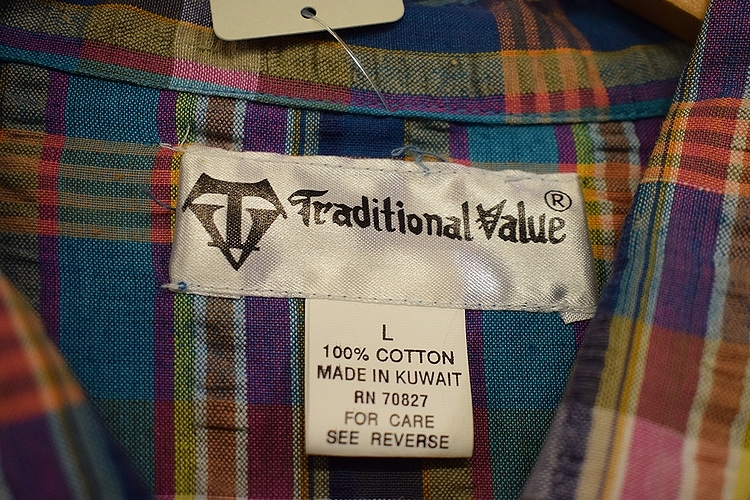 Traditional Value ®
L
100% COTTON
MADE IN KUWAIT
RN 70827
FOR CARE
SEE REVERSE